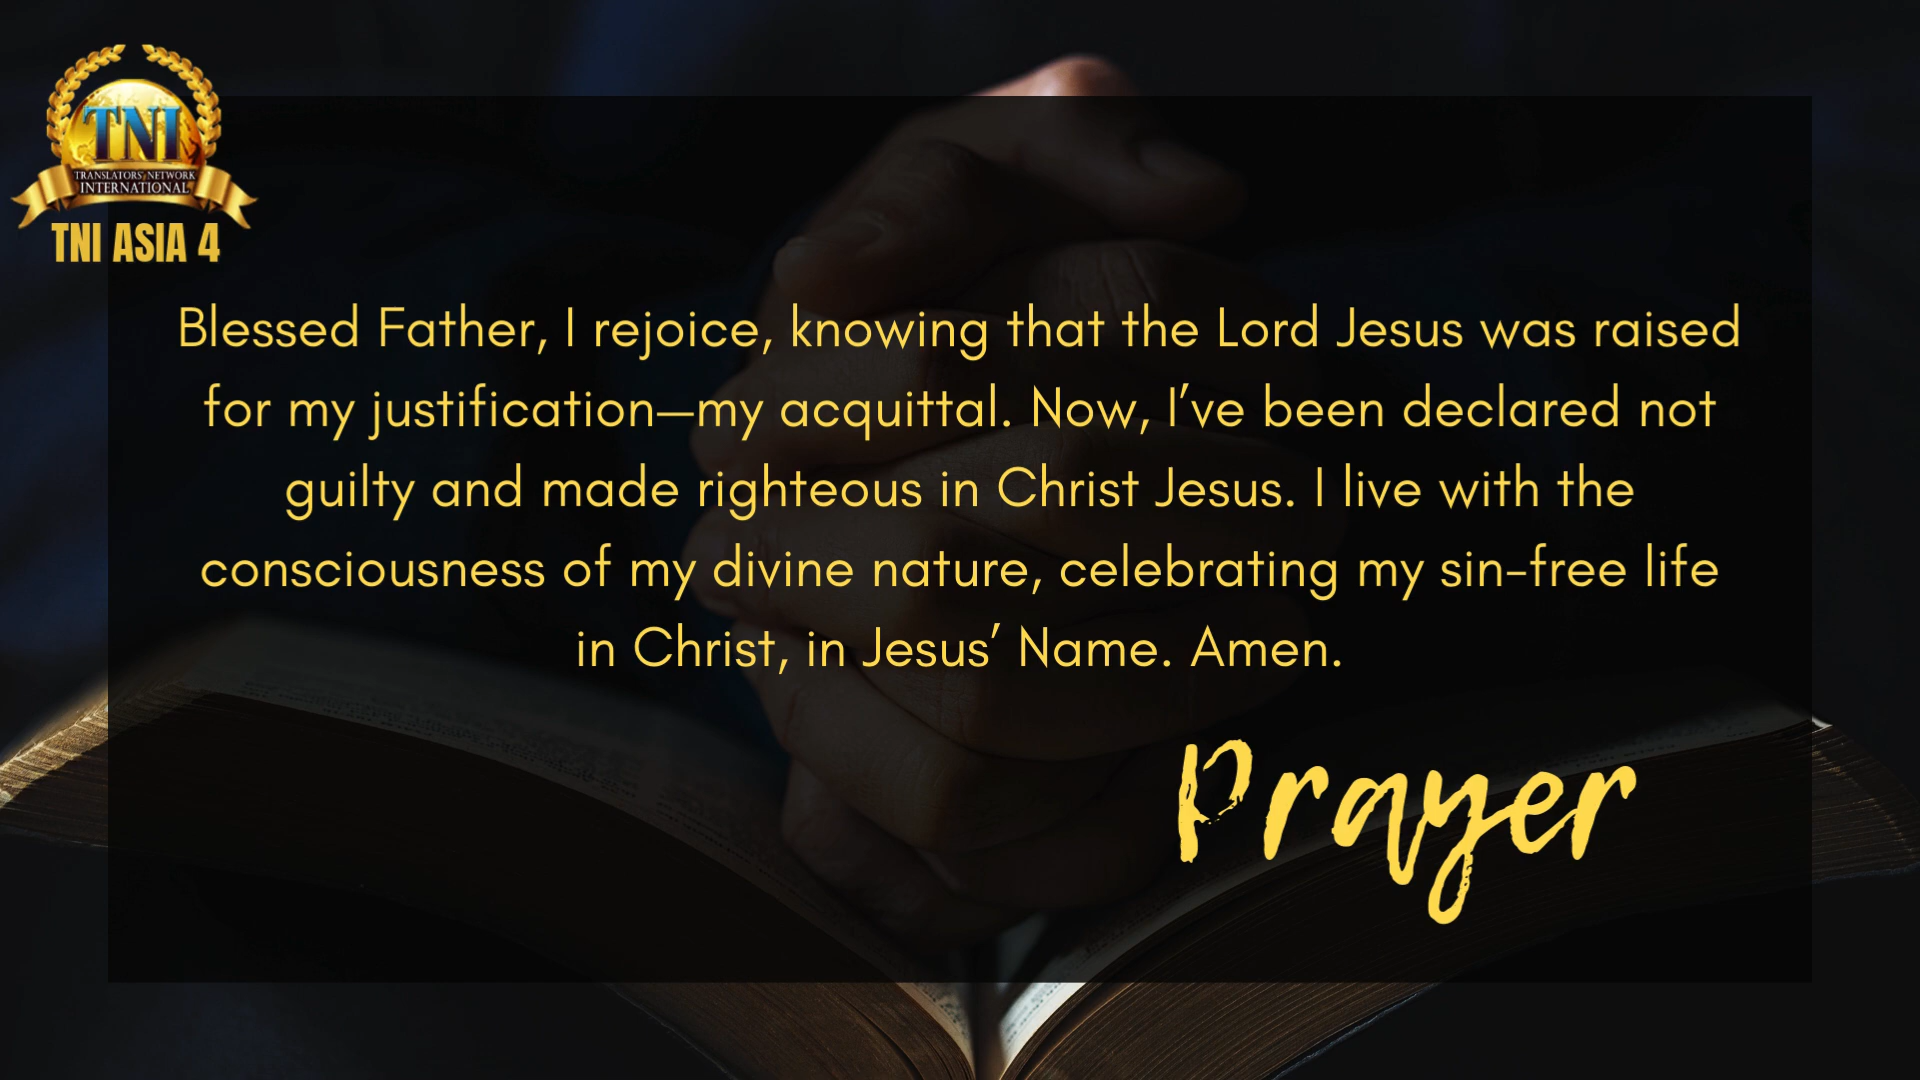 TNI
TRANSLATORS' NETWORK
INTERNATIONAL
TNI ASIA 4
Blessed Father, I rejoice, knowing that the Lord Jesus was raised
for my justification—my acquittal. Now, I’ve been declared not
guilty and made righteous in Christ Jesus. I live with the
consciousness of my divine nature, celebrating my sin-free life
in Christ, in Jesus’ Name. Amen.
Prayer